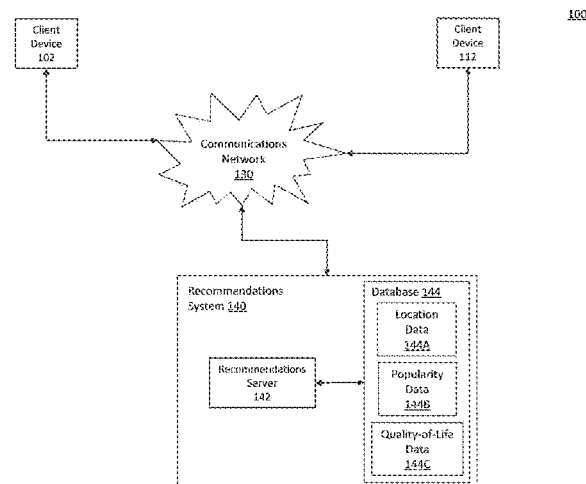 100
Client
Device
102
Client
Device
112
Communications
Network
130
Recommendations
System 140
Database 144
Location
Data
144A
Recommendations
Server
142
Popularity
Data
144B
Quality-of-Life
Data
144C